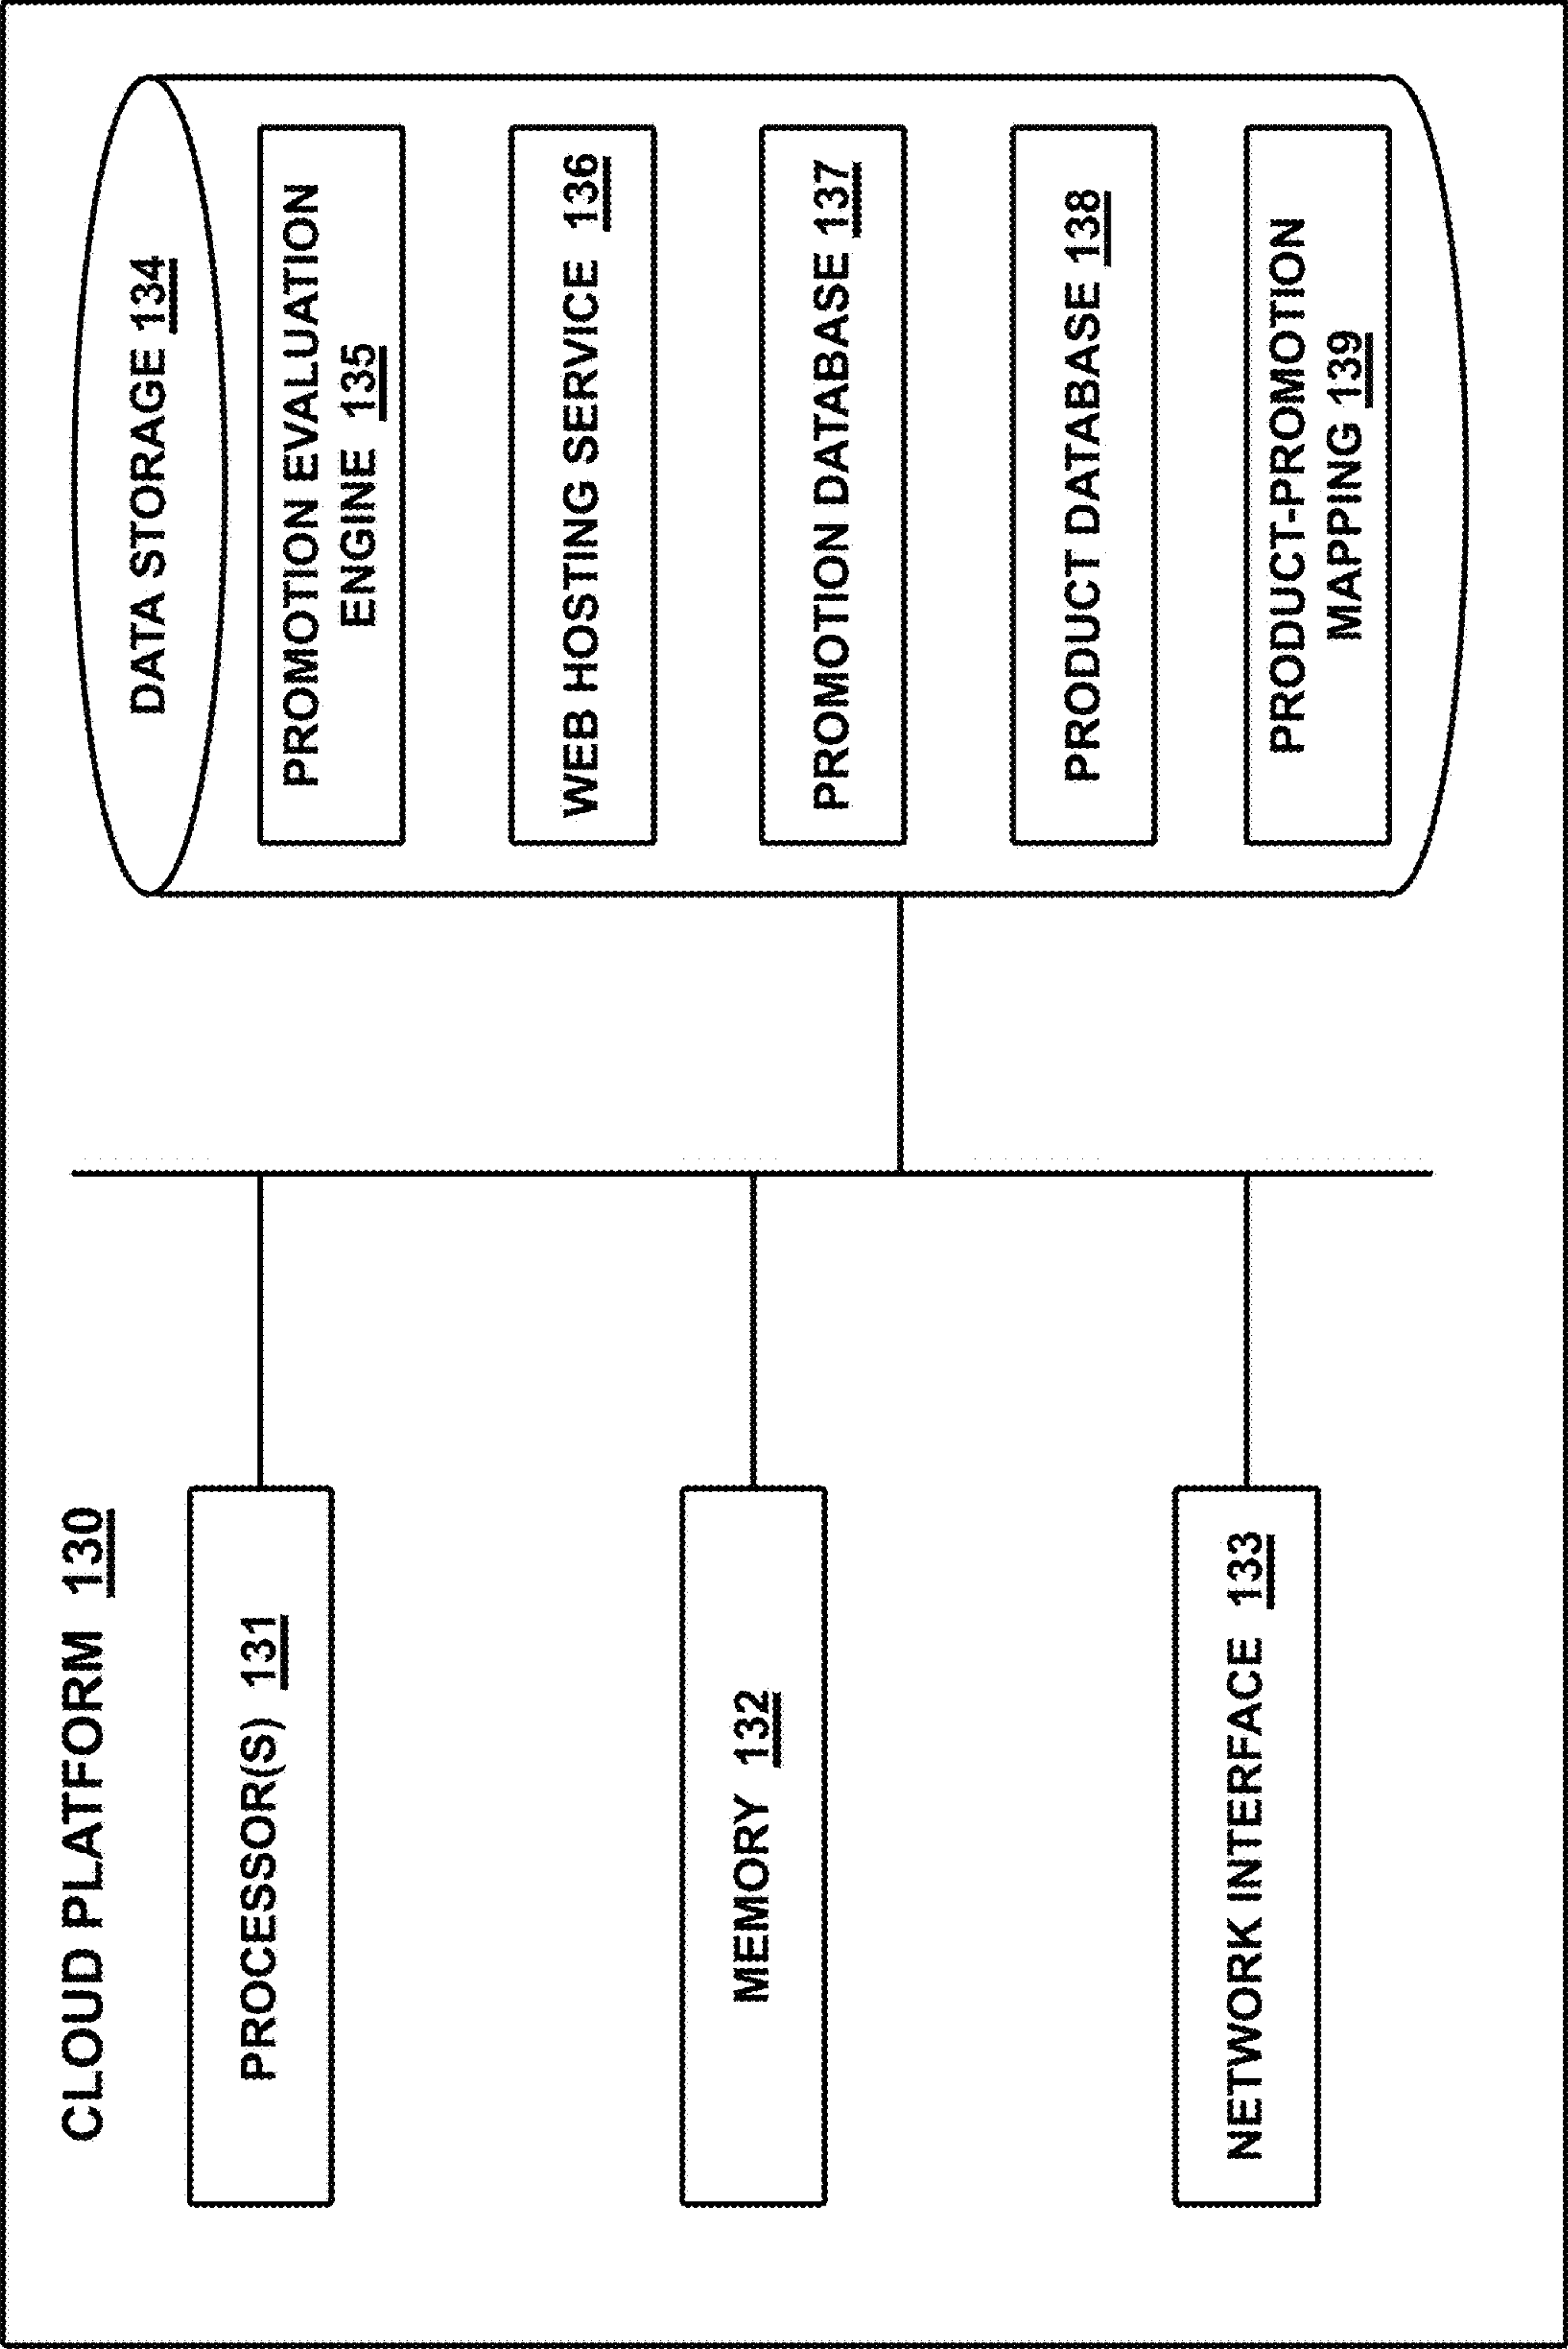 CLOUD PLATFORM 130
PROCESSOR(S) 131
MEMORY 132
NETWORK INTERFACE 133
DATA STORAGE 134
PROMOTION EVALUATION
ENGINE 135
WEB HOSTING SERVICE 136
PROMOTION DATABASE 137
PRODUCT DATABASE 138
PRODUCT-PROMOTION
MAPPING 139